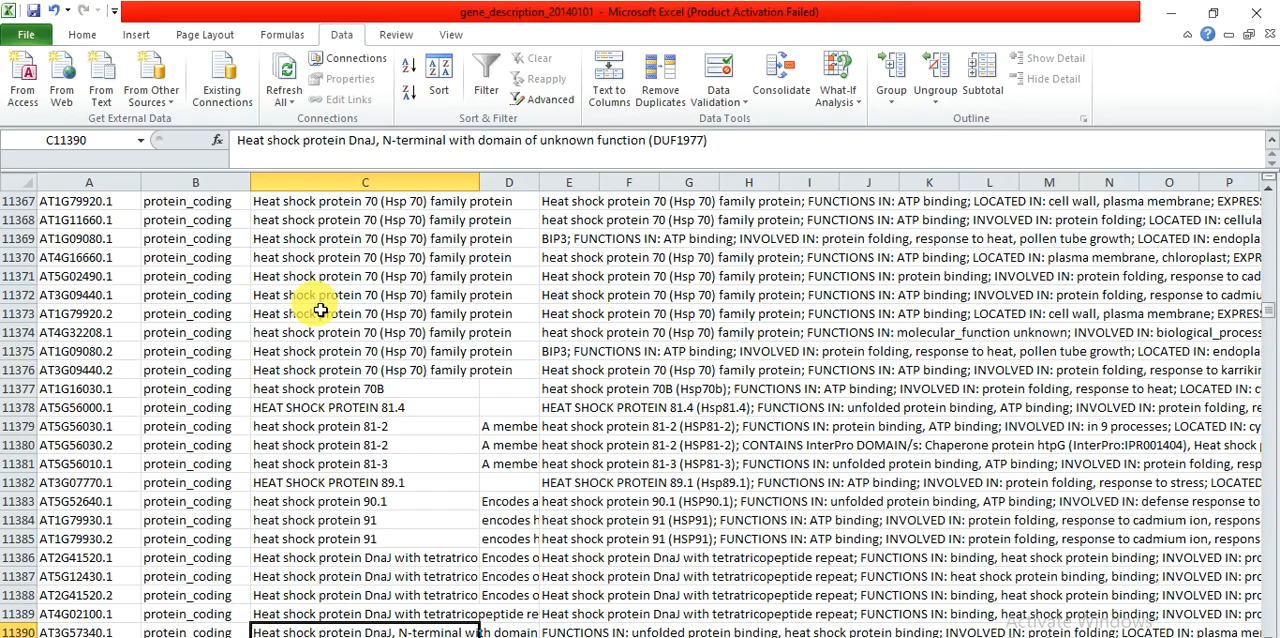 gene_description_20140101 - Microsoft Excel (Product Activation Failed)
File Home Insert Page Layout Formulas Data Review View
From Access From Web From Text From Other Sources Existing Connections Refresh All Connections Properties Edit Links Sort Filter Clear Reapply Advanced Text to Columns Remove Duplicates Data Validation Consolidate What-If Analysis Group Ungroup Subtotal Show Detail Hide Detail
Get External Data Connections Sort & Filter Data Tools Outline
C11390 fx Heat shock protein DnaJ, N-terminal with domain of unknown function (DUF1977)
A B C D E F G H I J K L M N O P
11367 AT1G79920.1 protein_coding Heat shock protein 70 (Hsp 70) family protein Heat shock protein 70 (Hsp 70) family protein; FUNCTIONS IN: ATP binding; LOCATED IN: cell wall, plasma membrane; EXPRES
11368 AT1G11660.1 protein_coding heat shock protein 70 (Hsp 70) family protein heat shock protein 70 (Hsp 70) family protein; FUNCTIONS IN: ATP binding; INVOLVED IN: protein folding; LOCATED IN: cellula
11369 AT1G09080.1 protein_coding Heat shock protein 70 (Hsp 70) family protein BIP3; FUNCTIONS IN: ATP binding; INVOLVED IN: protein folding, response to heat, pollen tube growth; LOCATED IN: endopla
11370 AT4G16660.1 protein_coding heat shock protein 70 (Hsp 70) family protein heat shock protein 70 (Hsp 70) family protein; FUNCTIONS IN: ATP binding; LOCATED IN: plasma membrane, chloroplast; EXP
11371 AT5G02490.1 protein_coding Heat shock protein 70 (Hsp 70) family protein Heat shock protein 70 (Hsp 70) family protein; FUNCTIONS IN: protein binding, ATP binding; INVOLVED IN: response to cad
11372 AT3G09440.1 protein_coding Heat shock protein 70 (Hsp 70) family protein Heat shock protein 70 (Hsp 70) family protein; FUNCTIONS IN: ATP binding; INVOLVED IN: protein folding, response to cadmiu
11373 AT1G79920.2 protein_coding Heat shock protein 70 (Hsp 70) family protein Heat shock protein 70 (Hsp 70) family protein; FUNCTIONS IN: ATP binding; LOCATED IN: cell wall, plasma membrane; EXPRES
11374 AT4G32208.1 protein_coding heat shock protein 70 (Hsp 70) family protein heat shock protein 70 (Hsp 70) family protein; FUNCTIONS IN: molecular_function unknown; INVOLVED IN: biological_proces
11375 AT1G09080.2 protein_coding Heat shock protein 70 (Hsp 70) family protein BIP3; FUNCTIONS IN: ATP binding; INVOLVED IN: protein folding, response to heat, pollen tube growth; LOCATED IN: endopla
11376 AT3G09440.2 protein_coding Heat shock protein 70 (Hsp 70) family protein Heat shock protein 70 (Hsp 70) family protein; FUNCTIONS IN: ATP binding; INVOLVED IN: response to karriki
11377 AT1G16030.1 protein_coding heat shock protein 70B heat shock protein 70B (Hsp70b); FUNCTIONS IN: ATP binding; INVOLVED IN: protein folding, response to heat; LOCATED IN: c
11378 AT5G56000.1 protein_coding HEAT SHOCK PROTEIN 81.4 HEAT SHOCK PROTEIN 81.4 (Hsp81.4); FUNCTIONS IN: unfolded protein binding, ATP binding; INVOLVED IN: protein folding, re
11379 AT5G56030.1 protein_coding heat shock protein 81-2 A membe heat shock protein 81-2 (HSP81-2); FUNCTIONS IN: protein binding, ATP binding; INVOLVED IN: in 9 processes; LOCATED IN: cy
11380 AT5G56030.2 protein_coding heat shock protein 81-2 A membe heat shock protein 81-2 (HSP81-2); CONTAINS InterPro DOMAIN/s: Chaperone protein htpG (InterPro:IPR001404), Heat shock
11381 AT5G56010.1 protein_coding heat shock protein 81-3 A membe heat shock protein 81-3 (HSP81-3); FUNCTIONS IN: unfolded protein binding, ATP binding; INVOLVED IN: protein folding, resp
11382 AT3G07770.1 protein_coding HEAT SHOCK PROTEIN 89.1 HEAT SHOCK PROTEIN 89.1 (Hsp89.1); FUNCTIONS IN: ATP binding; INVOLVED IN: protein folding, response to stress; LOCATED
11383 AT5G52640.1 protein_coding heat shock protein 90.1 Encodes a heat shock protein 90.1 (HSP90.1); FUNCTIONS IN: unfolded protein binding, ATP binding; INVOLVED IN: defense response to
11384 AT1G79930.1 protein_coding heat shock protein 91 encodes h heat shock protein 91 (HSP91); FUNCTIONS IN: ATP binding; INVOLVED IN: protein folding, response to cadmium ion, respons
11385 AT1G79930.2 protein_coding heat shock protein 91 encodes h heat shock protein 91 (HSP91); FUNCTIONS IN: ATP binding; INVOLVED IN: protein folding, response to cadmium ion, respons
11386 AT2G41520.1 protein_coding Heat shock protein DnaJ with tetratrico Encodes o Heat shock protein DnaJ with tetratricopeptide repeat; FUNCTIONS IN: binding, heat shock protein binding; INVOLVED IN: prc
11387 AT5G12430.1 protein_coding Heat shock protein DnaJ with tetratrico Encodes o Heat shock protein DnaJ with tetratricopeptide repeat; FUNCTIONS IN: heat shock protein binding, binding; INVOLVED IN: prc
11388 AT2G41520.2 protein_coding Heat shock protein DnaJ with tetratrico Encodes o Heat shock protein DnaJ with tetratricopeptide repeat; FUNCTIONS IN: binding, heat shock protein binding; INVOLVED IN: prc
11389 AT4G02100.1 protein_coding Heat shock protein DnaJ with tetratricopeptide re Heat shock protein DnaJ with tetratricopeptide repeat; FUNCTIONS IN: heat shock protein binding; INVOLVED IN: protein fold
11390 AT3G57340.1 protein_coding Heat shock protein DnaJ, N-terminal with domain FUNCTIONS IN: unfolded protein binding, heat shock protein binding; INVOLVED IN: protein folding; LOCATED IN: plasma me
Activate Windows